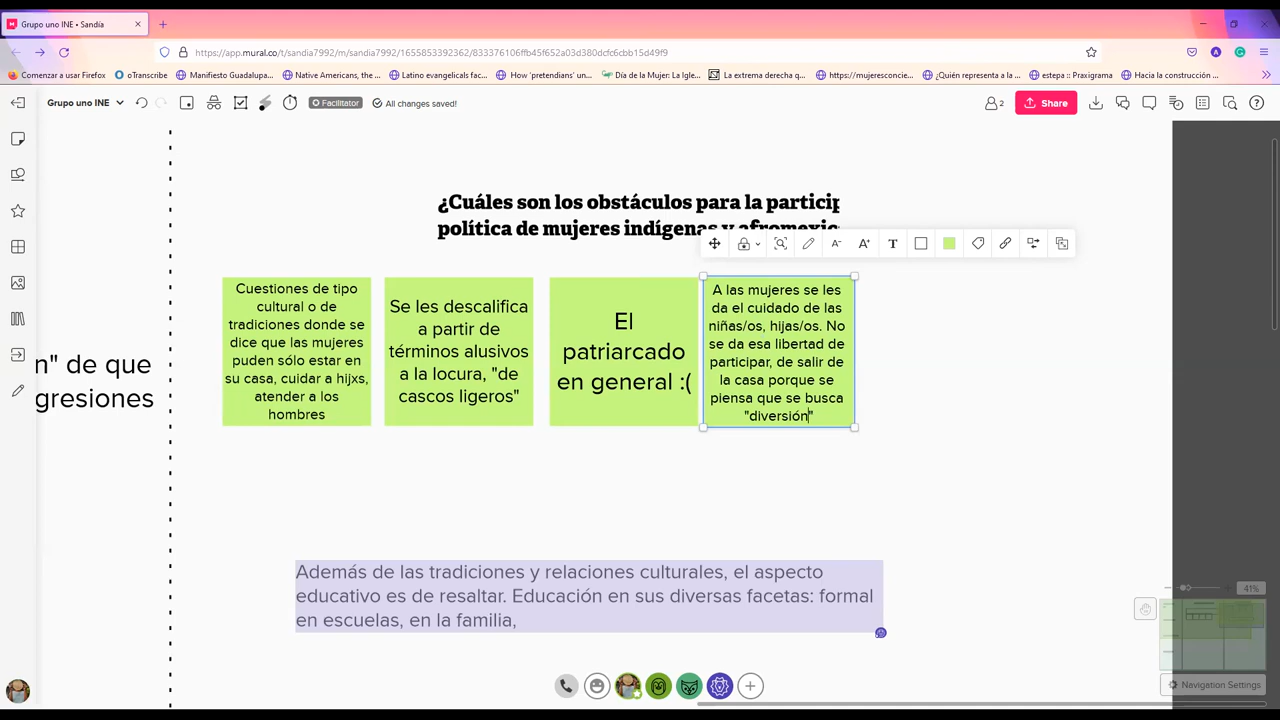 Grupo uno INE • Sandía
https://app.mural.co/t/sandia7992/m/sandia7992/1655853392362/833376106ffb45f652a03d380dcfc6cbb15d49f9
Comenzar a usar Firefox
oTranscribe
Manifiesto Guadalupa...
Native Americans, the ...
Latino evangelicals fac...
How 'pretendians' un...
Día de la Mujer: La Igle...
La extrema derecha q...
https://mujeresconcie...
¿Quién representa a la ...
estepa :: Praxigrama
Hacia la construcción ...
Grupo uno INE
Facilitator
All changes saved!
2
Share
¿Cuáles son los obstáculos para la particip
política de mujeres indígenas y afromexic
A-
A+
T
Cuestiones de tipo
cultural o de
tradiciones donde se
dice que las mujeres
puden sólo estar en
su casa, cuidar a hijxs,
atender a los
hombres
Se les descalifica
a partir de
términos alusivos
a la locura, "de
cascos ligeros"
El
patriarcado
en general :(
A las mujeres se les
da el cuidado de las
niñas/os, hijas/os. No
se da esa libertad de
participar, de salir de
la casa porque se
piensa que se busca
"diversión"
n" de que
gresiones
Además de las tradiciones y relaciones culturales, el aspecto
educativo es de resaltar. Educación en sus diversas facetas: formal
en escuelas, en la familia,
41%
Navigation Settings